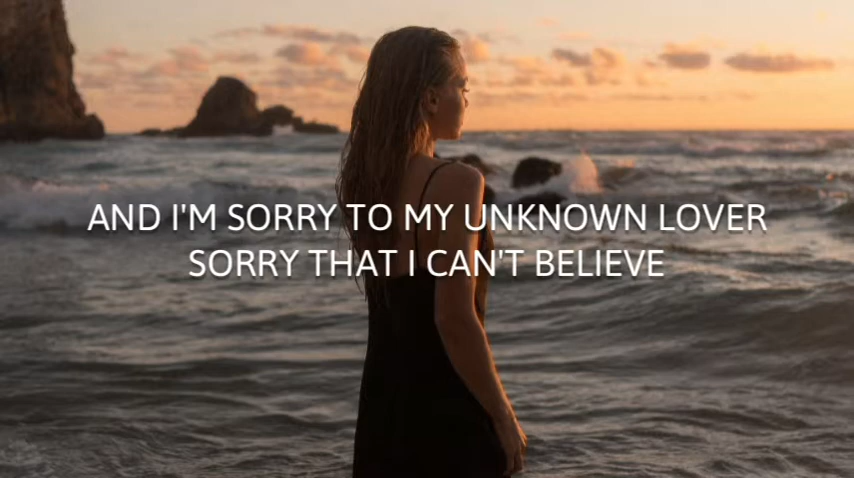 AND I'M SORRY TO MY UNKNOWN LOVER
SORRY THAT I CAN'T BELIEVE